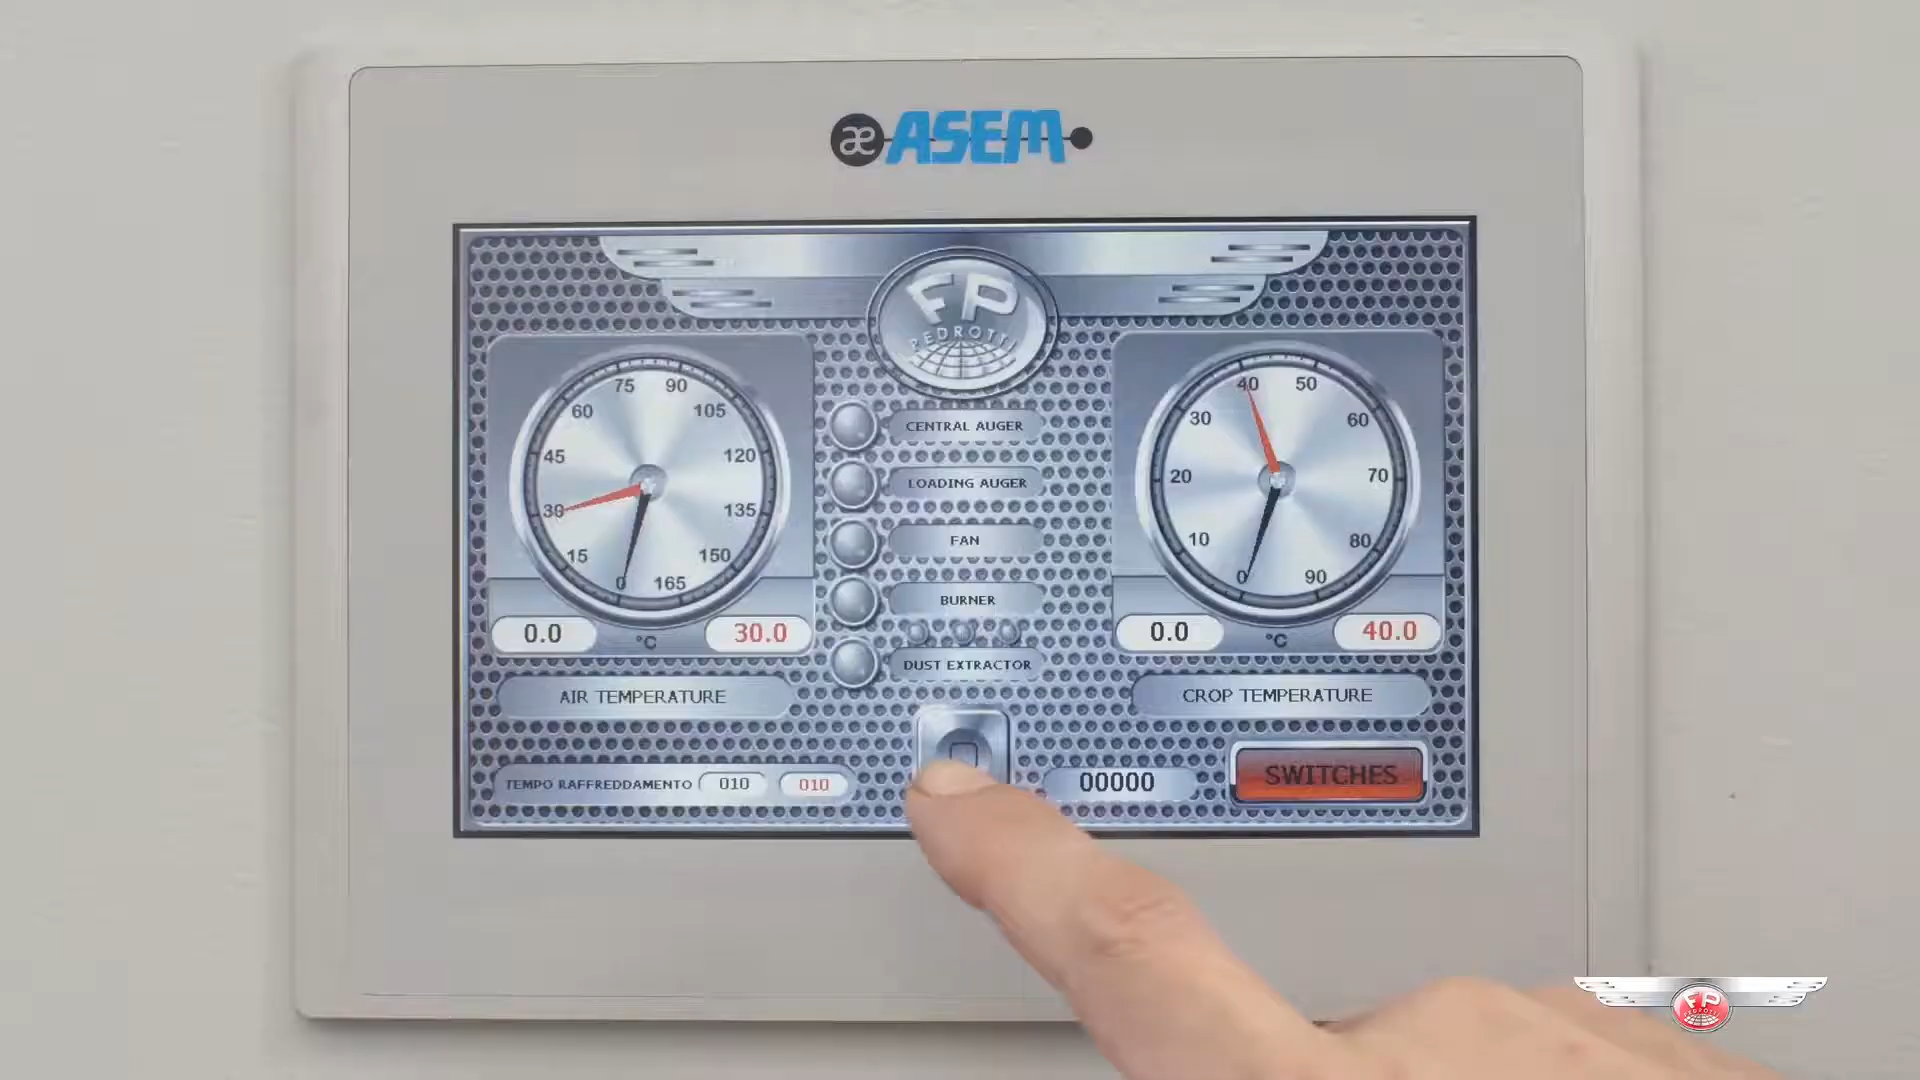 æ ASEM
FP
PEDROTTI
75 90
60 105
45 120
30 135
15 150
0 165
0.0 °C 30.0
AIR TEMPERATURE
TEMPO RAFFREDDAMENTO 010 010
CENTRAL AUGER
LOADING AUGER
FAN
BURNER
DUST EXTRACTOR
40 50
30 60
20 70
10 80
0 90
0.0 °C 40.0
CROP TEMPERATURE
00000
SWITCHES
FP
PEDROTTI